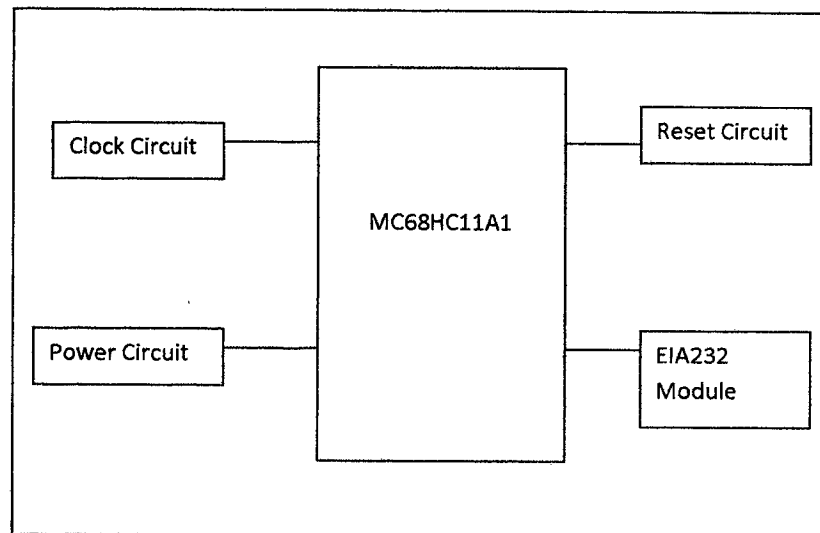 Clock Circuit
Reset Circuit
MC68HC11A1
Power Circuit
EIA232
Module